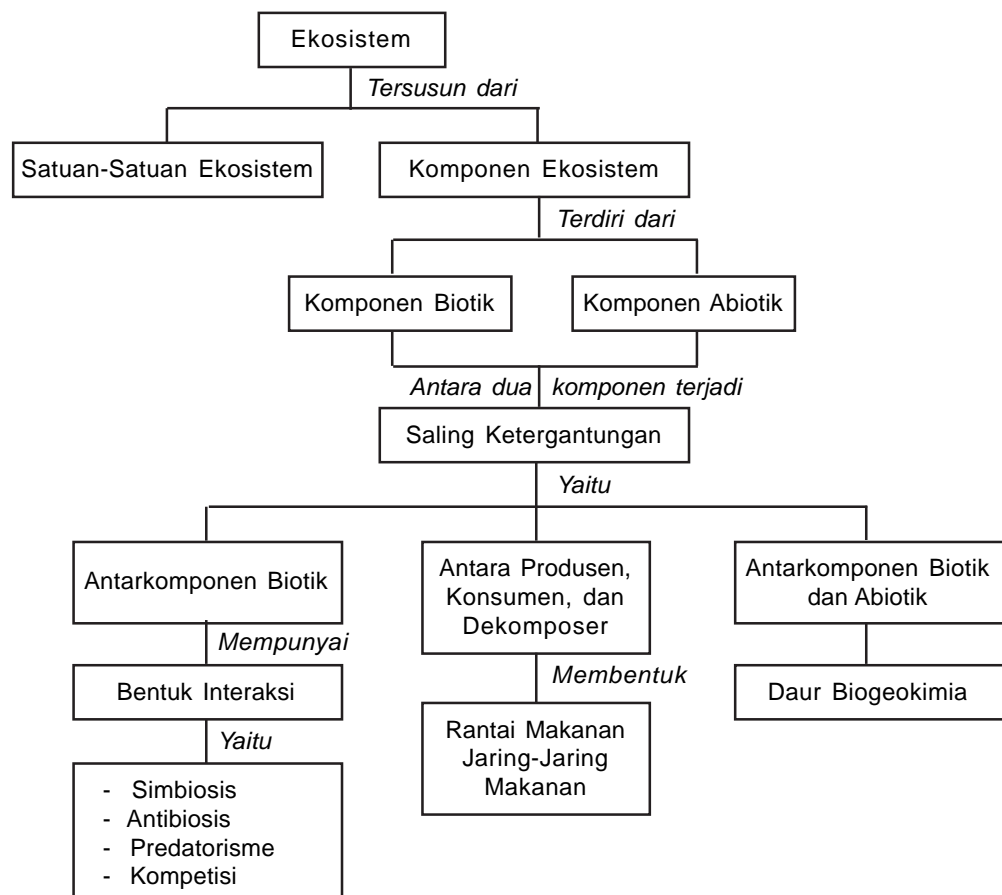 Ekosistem
Tersusun dari
Satuan-Satuan Ekosistem
Komponen Ekosistem
Terdiri dari
Komponen Biotik
Komponen Abiotik
Antara dua komponen terjadi
Saling Ketergantungan
Yaitu
Antarkomponen Biotik
Antara Produsen,
Konsumen, dan
Dekomposer
Antarkomponen Biotik
dan Abiotik
Mempunyai
Membentuk
Bentuk Interaksi
Daur Biogeokimia
Yaitu
Rantai Makanan
Jaring-Jaring
Makanan
- Simbiosis
- Antibiosis
- Predatorisme
- Kompetisi